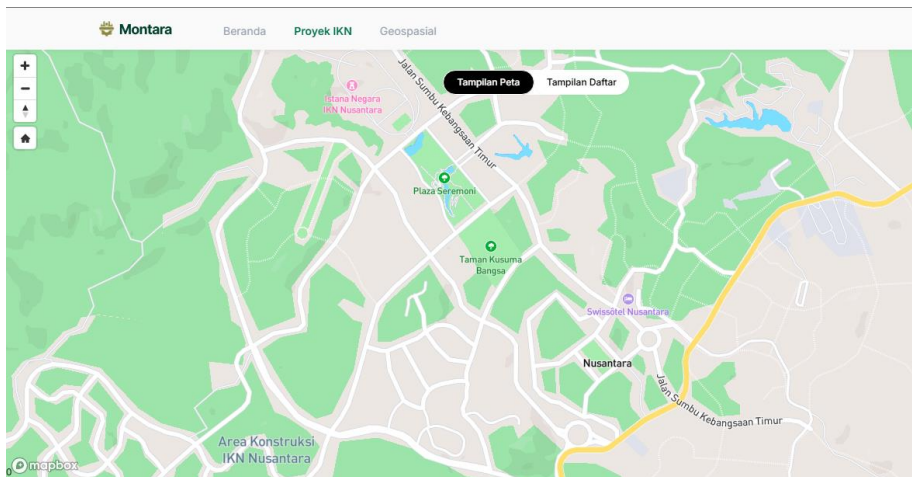 Montara
Beranda
Proyek IKN
Geospasial
Tampilan Peta
Tampilan Daftar
Istana Negara
IKN Nusantara
Jalan Sumbu Kebangsaan Timur
Plaza Seremoni
Taman Kusuma
Bangsa
Swissôtel Nusantara
Nusantara
Jalan Sumbu Kebangsaan Timur
Area Konstruksi
IKN Nusantara
0
mapbox